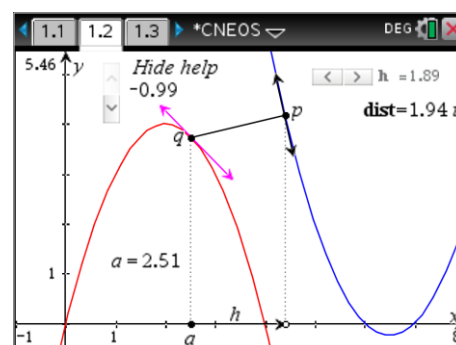 1.1 1.2 1.3 *CNEOS DEG
5.46 y Hide help h =1.89
-0.99
dist=1.94
p
q
a=2.51
1
h
-1 1 a 8
x